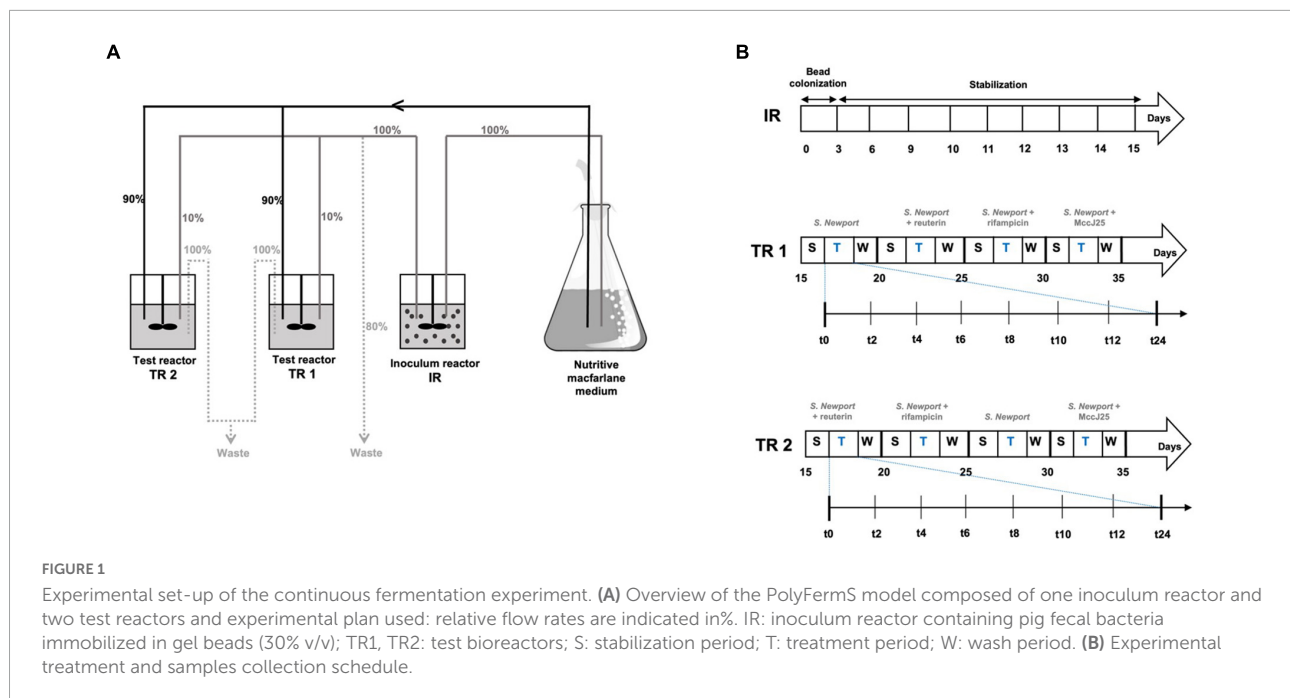 A
100%
100%
90%
10%
90%
10%
100%
100%
80%
Test reactor
TR 2
Test reactor
TR 1
Inoculum reactor
IR
Nutritive
macfarlane
medium
Waste
Waste
B
Bead
colonization
Stabilization
IR
Days
0 3 6 9 10 11 12 13 14 15
S. Newport
S. Newport
+ reuterin
S. Newport +
rifampicin
S. Newport +
MccJ25
TR 1
S T W S T W S T W S T W
Days
15 20 25 30 35
t0 t2 t4 t6 t8 t10 t12 t24
S. Newport
+ reuterin
S. Newport +
rifampicin
S. Newport
S. Newport +
MccJ25
TR 2
S T W S T W S T W S T W
Days
15 20 25 30 35
t0 t2 t4 t6 t8 t10 t12 t24
FIGURE 1
Experimental set-up of the continuous fermentation experiment. (A) Overview of the PolyFermS model composed of one inoculum reactor and
two test reactors and experimental plan used: relative flow rates are indicated in%. IR: inoculum reactor containing pig fecal bacteria
immobilized in gel beads (30% v/v); TR1, TR2: test bioreactors; S: stabilization period; T: treatment period; W: wash period. (B) Experimental
treatment and samples collection schedule.